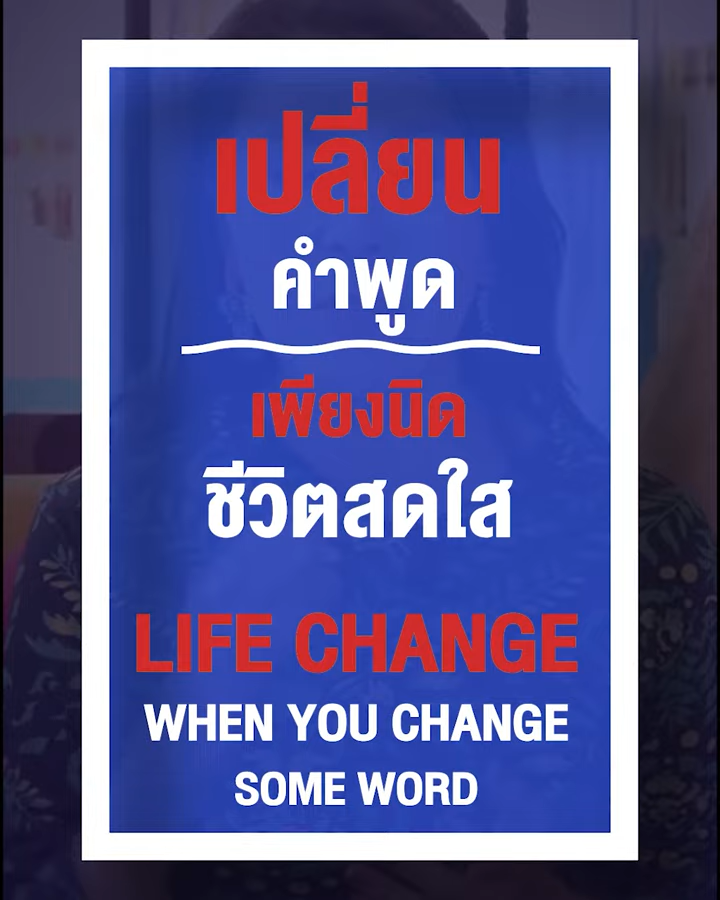 เปลี่ยน
คำพูด
เพียงนิด
ชีวิตสดใส
LIFE CHANGE
WHEN YOU CHANGE
SOME WORD